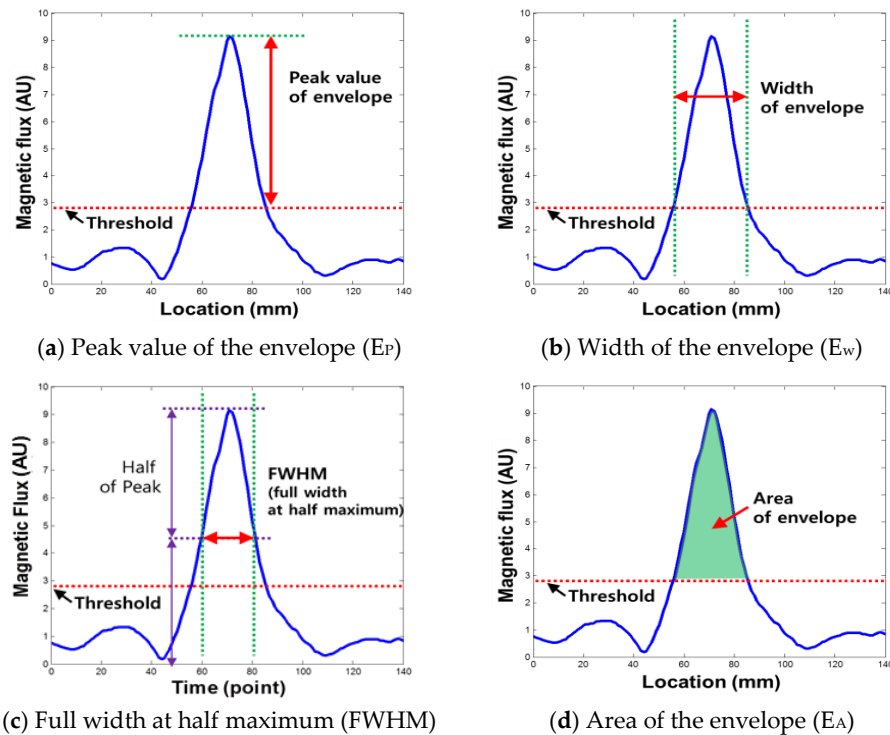 10
9
8
7
6
5
4
3
2
1
0
Magnetic flux (AU)
Peak value
of envelope
Threshold
0 20 40 60 80 100 120 140
Location (mm)
(a) Peak value of the envelope (EP)
10
9
8
7
6
5
4
3
2
1
0
Magnetic flux (AU)
Width
of envelope
Threshold
0 20 40 60 80 100 120 140
Location (mm)
(b) Width of the envelope (Ew)
10
9
8
7
6
5
4
3
2
1
0
Magnetic Flux (AU)
Half
of Peak
FWHM
(full width
at half maximum)
Threshold
0 20 40 60 80 100 120 140
Time (point)
(c) Full width at half maximum (FWHM)
10
9
8
7
6
5
4
3
2
1
0
Magnetic flux (AU)
Area
of envelope
Threshold
0 20 40 60 80 100 120 140
Location (mm)
(d) Area of the envelope (EA)